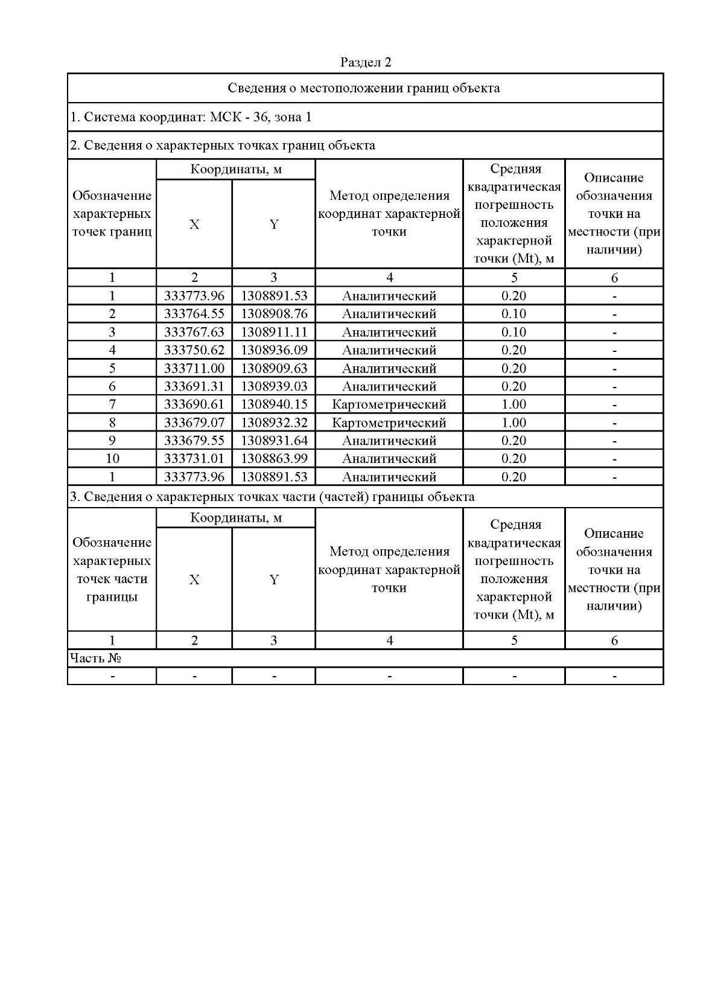 Раздел 2
Сведения о местоположении границ объекта
1. Система координат: МСК - 36, зона 1
2. Сведения о характерных точках границ объекта
Обозначение
характерных
точек границ
Координаты, м
X
Y
Метод определения
координат характерной
точки
Средняя
квадратическая
погрешность
положения
характерной
точки (Mt), м
Описание
обозначения
точки на
местности (при
наличии)
1 2 3 4 5 6
1 333773.96 1308891.53 Аналитический 0.20 -
2 333764.55 1308908.76 Аналитический 0.10 -
3 333767.63 1308911.11 Аналитический 0.10 -
4 333750.62 1308936.09 Аналитический 0.20 -
5 333711.00 1308909.63 Аналитический 0.20 -
6 333691.31 1308939.03 Аналитический 0.20 -
7 333690.61 1308940.15 Картометрический 1.00 -
8 333679.07 1308932.32 Картометрический 1.00 -
9 333679.55 1308931.64 Аналитический 0.20 -
10 333731.01 1308863.99 Аналитический 0.20 -
1 333773.96 1308891.53 Аналитический 0.20 -
3. Сведения о характерных точках части (частей) границы объекта
Обозначение
характерных
точек части
границы
Координаты, м
X
Y
Метод определения
координат характерной
точки
Средняя
квадратическая
погрешность
положения
характерной
точки (Mt), м
Описание
обозначения
точки на
местности (при
наличии)
1 2 3 4 5 6
Часть №
- - - - - -